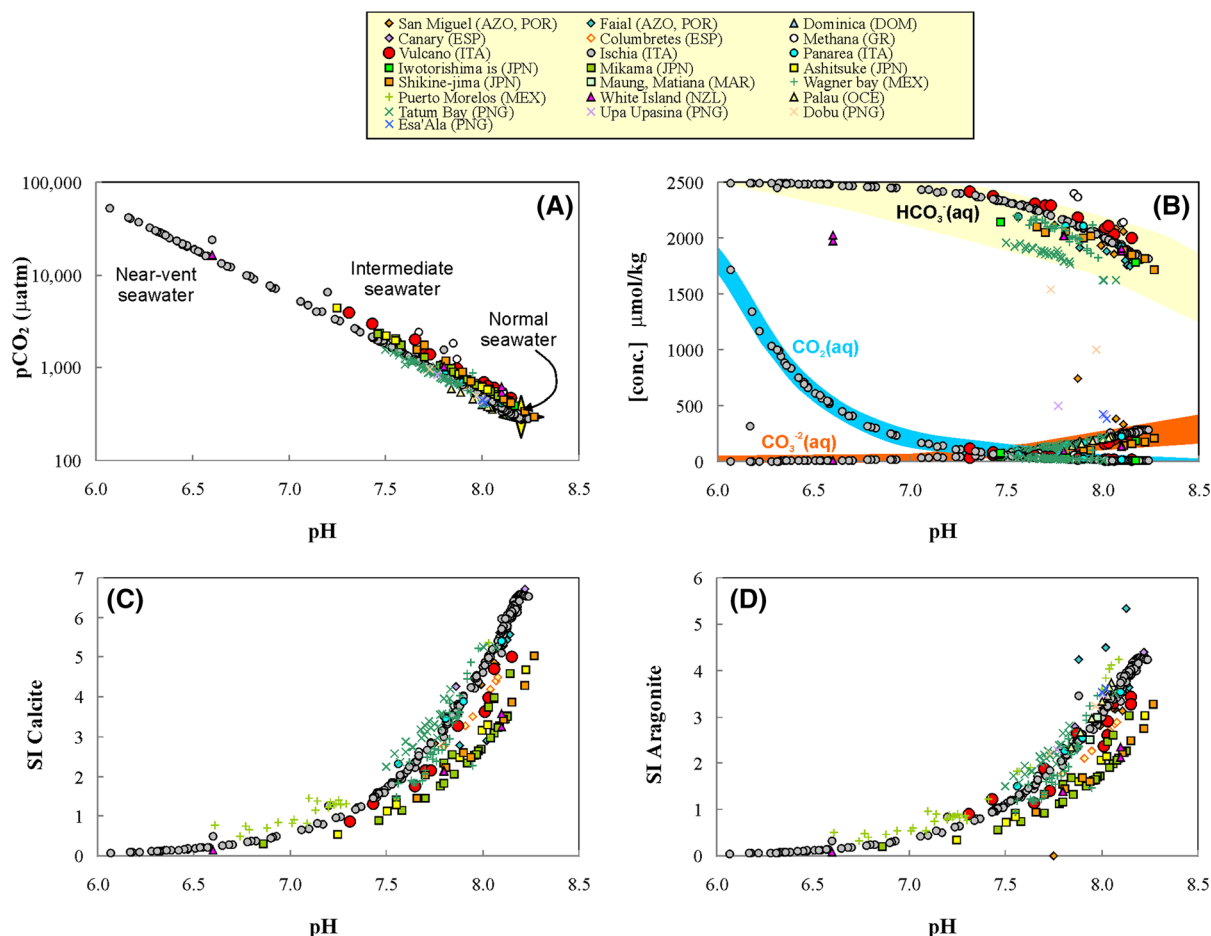 San Miguel (AZO, POR) Faial (AZO, POR) Dominica (DOM)
Canary (ESP) Columbretes (ESP) Methana (GR)
Vulcano (ITA) Ischia (ITA) Panarea (ITA)
Iwotorishima is (JPN) Mikama (JPN) Ashitsuke (JPN)
Shikine-jima (JPN) Maung, Matiana (MAR) Wagner bay (MEX)
Puerto Morelos (MEX) White Island (NZL) Palau (OCE)
Tatum Bay (PNG) Upa Upasina (PNG) Dobu (PNG)
Esa'Ala (PNG)
(A)
100,000
10,000
1,000
100
pCO₂ (µatm)
Near-vent
seawater
Intermediate
seawater
Normal
seawater
6.0 6.5 7.0 7.5 8.0 8.5
pH
(B)
2500
2000
1500
1000
500
0
[conc.] µmol/kg
HCO₃⁻(aq)
CO₂(aq)
CO₃⁻²(aq)
6.0 6.5 7.0 7.5 8.0 8.5
pH
(C)
7
6
5
4
3
2
1
0
SI Calcite
6.0 6.5 7.0 7.5 8.0 8.5
pH
(D)
6
5
4
3
2
1
0
SI Aragonite
6.0 6.5 7.0 7.5 8.0 8.5
pH